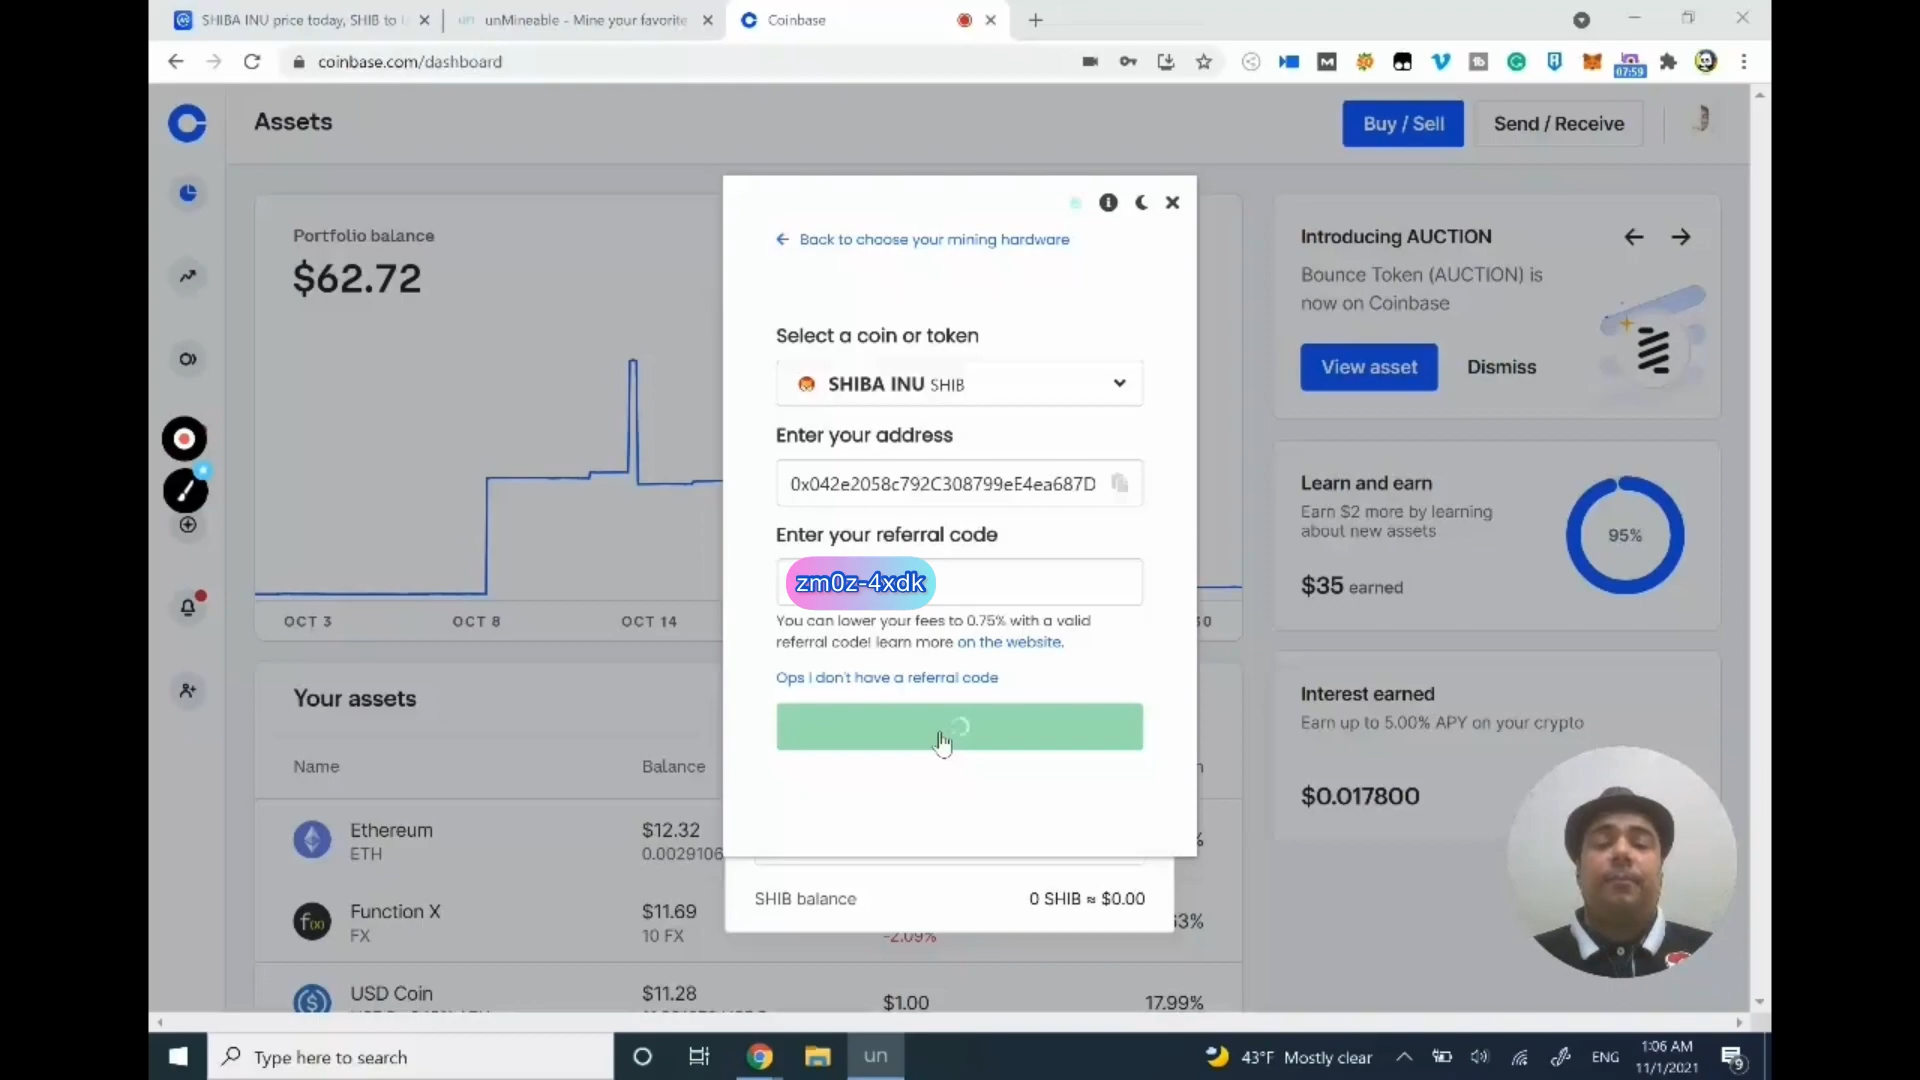 SHIBA INU price today, SHIB to
unMineable - Mine your favorite
Coinbase
coinbase.com/dashboard
07:59
Assets
Buy / Sell
Send / Receive
Portfolio balance
$62.72
OCT 3
OCT 8
OCT 14
Your assets
Name
Balance
Ethereum
ETH
$12.32
0.0029106
Function X
FX
$11.69
10 FX
-2.09%
USD Coin
$11.28
$1.00
17.99%
Back to choose your mining hardware
Select a coin or token
SHIBA INU SHIB
Enter your address
0x042e2058c792C308799eE4ea687D
Enter your referral code
zm0z-4xdk
You can lower your fees to 0.75% with a valid
referral code! learn more on the website.
Ops I don't have a referral code
SHIB balance
0 SHIB ≈ $0.00
Introducing AUCTION
Bounce Token (AUCTION) is
now on Coinbase
View asset
Dismiss
Learn and earn
Earn $2 more by learning
about new assets
$35 earned
95%
Interest earned
Earn up to 5.00% APY on your crypto
$0.017800
Type here to search
un
43°F Mostly clear
ENG
1:06 AM
11/1/2021
9